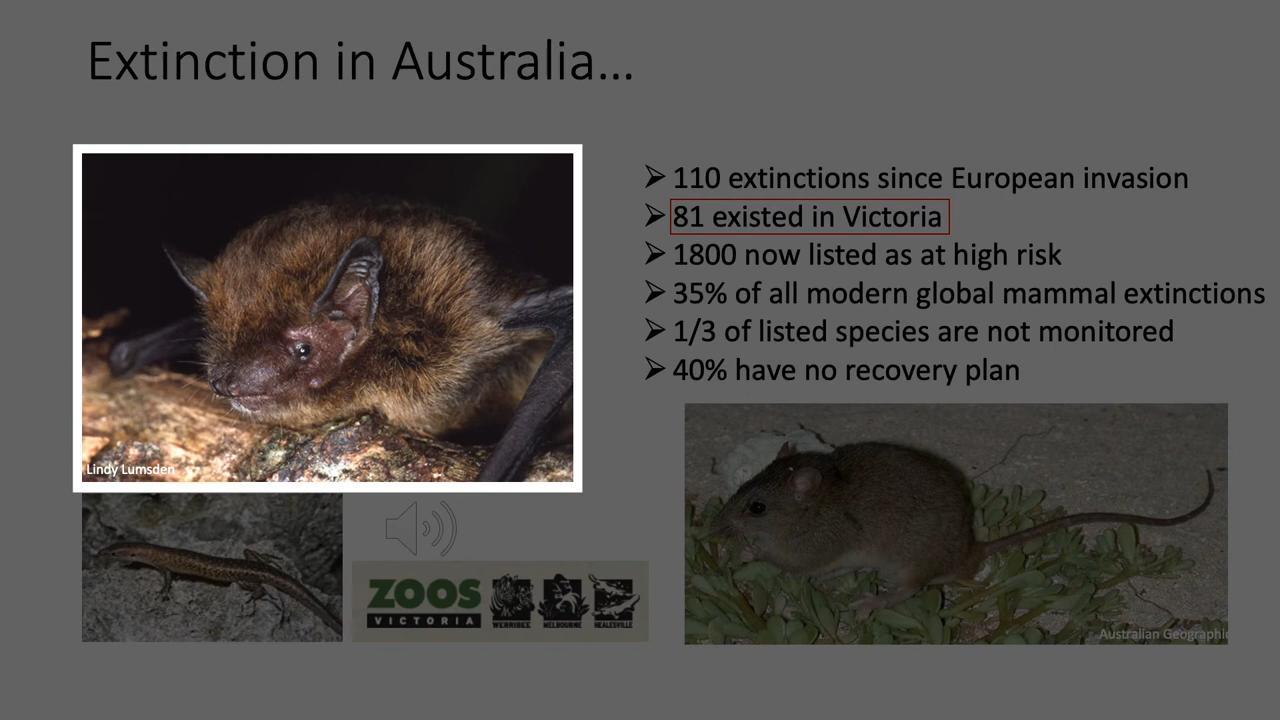 Extinction in Australia...
110 extinctions since European invasion
81 existed in Victoria
1800 now listed as at high risk
35% of all modern global mammal extinctions
1/3 of listed species are not monitored
40% have no recovery plan
Lindy Lumsden
ZOOS
VICTORIA
WERRIBEE MELBOURNE HEALESVILLE
Australian Geographic